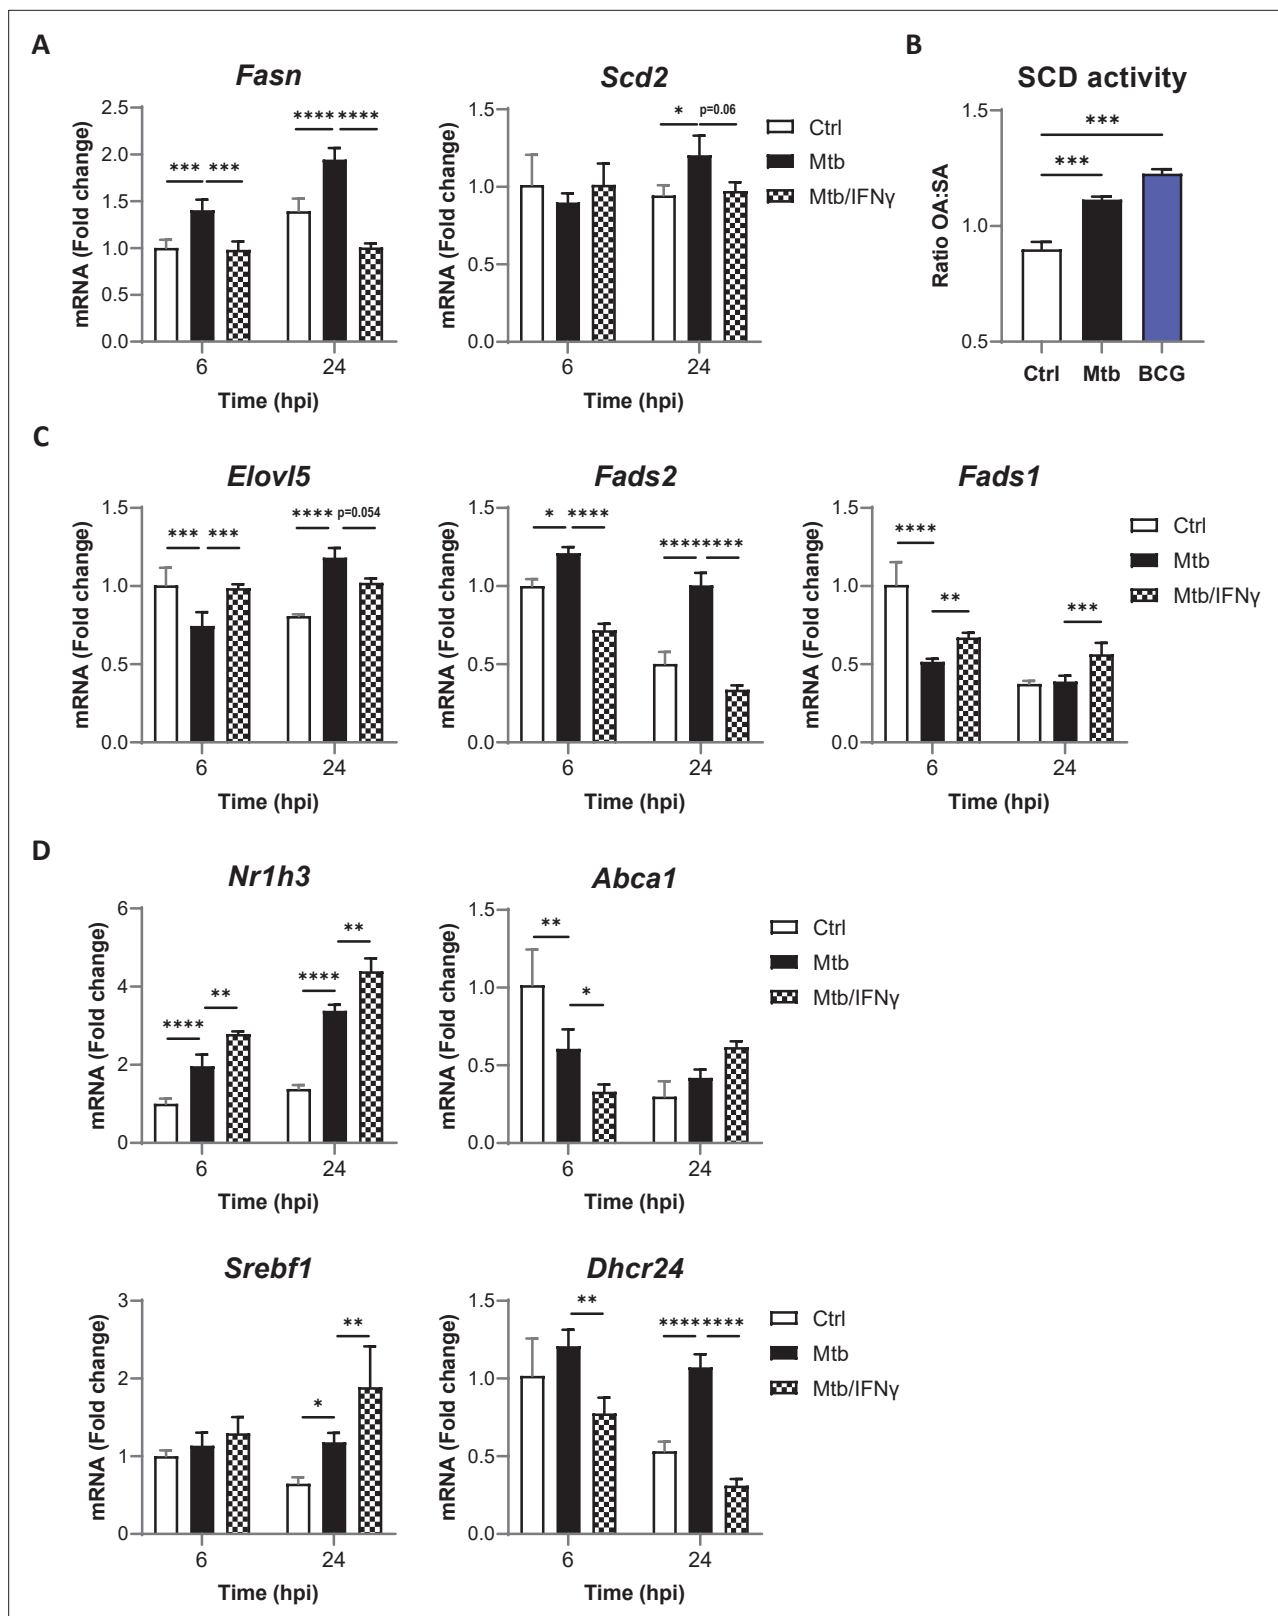 A
B
Fasn
Scd2
SCD activity
mRNA (Fold change)
2.5
2.0
1.5
1.0
0.5
0.0
*** ***
**** ****
6 24
Time (hpi)
mRNA (Fold change)
1.5
1.0
0.5
0.0
* p=0.06
6 24
Time (hpi)
Ctrl
Mtb
Mtb/IFNγ
Ratio OA:SA
1.5
1.0
0.5
***
***
Ctrl Mtb BCG
C
Elovl5
Fads2
Fads1
mRNA (Fold change)
1.5
1.0
0.5
0.0
*** ***
**** p=0.054
6 24
Time (hpi)
mRNA (Fold change)
1.5
1.0
0.5
0.0
* ****
**** ****
6 24
Time (hpi)
mRNA (Fold change)
1.5
1.0
0.5
0.0
****
**
***
6 24
Time (hpi)
Ctrl
Mtb
Mtb/IFNγ
D
Nr1h3
Abca1
mRNA (Fold change)
6
4
2
0
****
**
****
**
6 24
Time (hpi)
mRNA (Fold change)
1.5
1.0
0.5
0.0
**
*
6 24
Time (hpi)
Ctrl
Mtb
Mtb/IFNγ
Srebf1
Dhcr24
mRNA (Fold change)
3
2
1
0
*
**
6 24
Time (hpi)
mRNA (Fold change)
1.5
1.0
0.5
0.0
**
**** ****
6 24
Time (hpi)
Ctrl
Mtb
Mtb/IFNγ